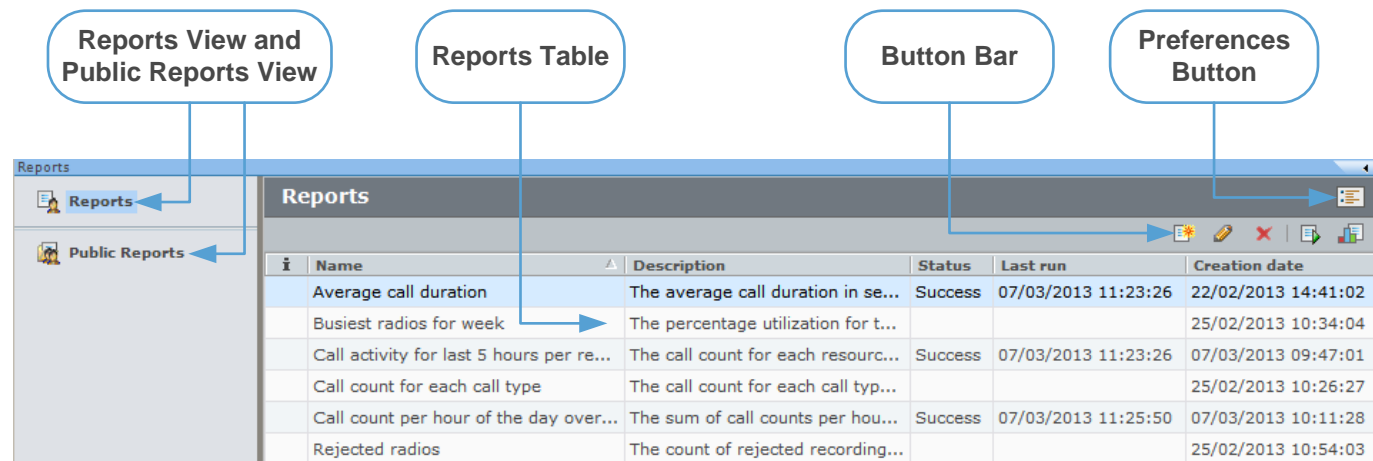 Reports View and
Public Reports View
Reports Table
Button Bar
Preferences
Button
Reports
Reports
Public Reports
Reports
i Name Description Status Last run Creation date
Average call duration The average call duration in se... Success 07/03/2013 11:23:26 22/02/2013 14:41:02
Busiest radios for week The percentage utilization for t... 25/02/2013 10:34:04
Call activity for last 5 hours per re... The call count for each resourc... Success 07/03/2013 11:23:26 07/03/2013 09:47:01
Call count for each call type The call count for each call typ... 25/02/2013 10:26:27
Call count per hour of the day over... The sum of call counts per hou... Success 07/03/2013 11:25:50 07/03/2013 10:11:28
Rejected radios The count of rejected recording... 25/02/2013 10:54:03